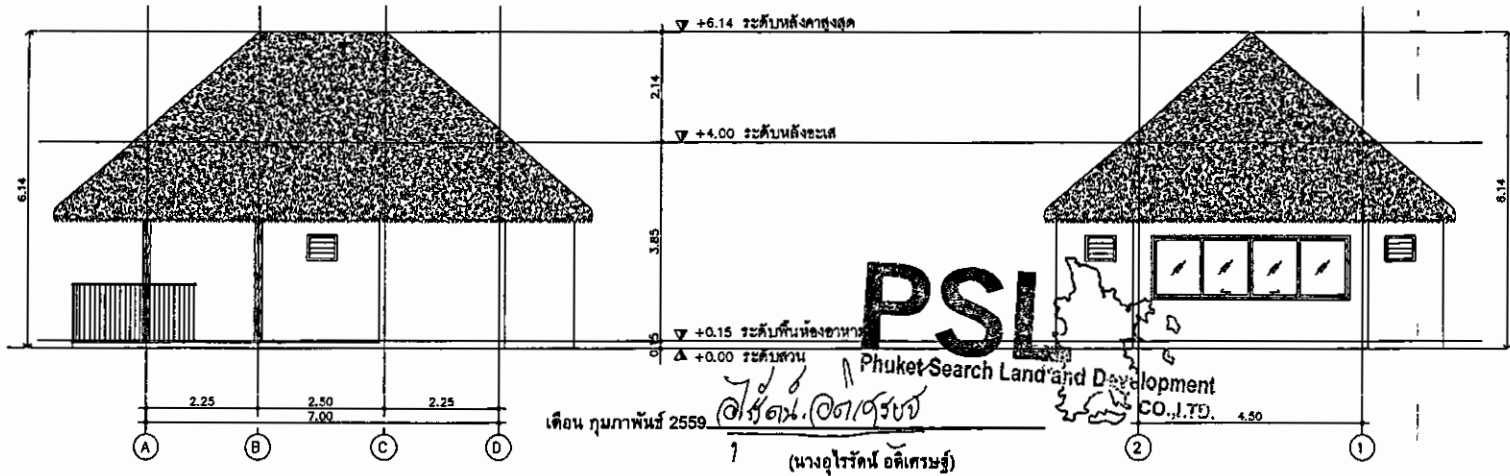 +6.14 ระดับหลังคาสูงสุด
2.14
+4.00 ระดับหลังอะเส
6.14
3.85
6.14
+0.15 ระดับพื้นห้องอาหาร
0.15
+0.00 ระดับสวน
PSL
Phuket Search Land and Development
CO.,LTD.
2.25 2.50 2.25
7.00
4.50
เดือน กุมภาพันธ์ 2559
A B C D
2 1
(นางอุไรรัตน์ อดิเศรษฐ์)